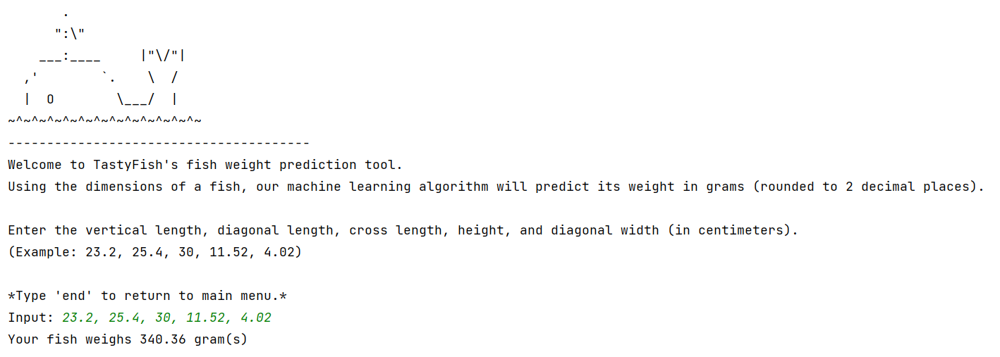 .
      ":\"
    ___:____     |"\/"|
  ,'        `.    \  /
  |  O        \___/  |
~^~^~^~^~^~^~^~^~^~^~^~^~
---------------------------------------
Welcome to TastyFish's fish weight prediction tool.
Using the dimensions of a fish, our machine learning algorithm will predict its weight in grams (rounded to 2 decimal places).
Enter the vertical length, diagonal length, cross length, height, and diagonal width (in centimeters).
(Example: 23.2, 25.4, 30, 11.52, 4.02)
*Type 'end' to return to main menu.*
Input: 23.2, 25.4, 30, 11.52, 4.02
Your fish weighs 340.36 gram(s)